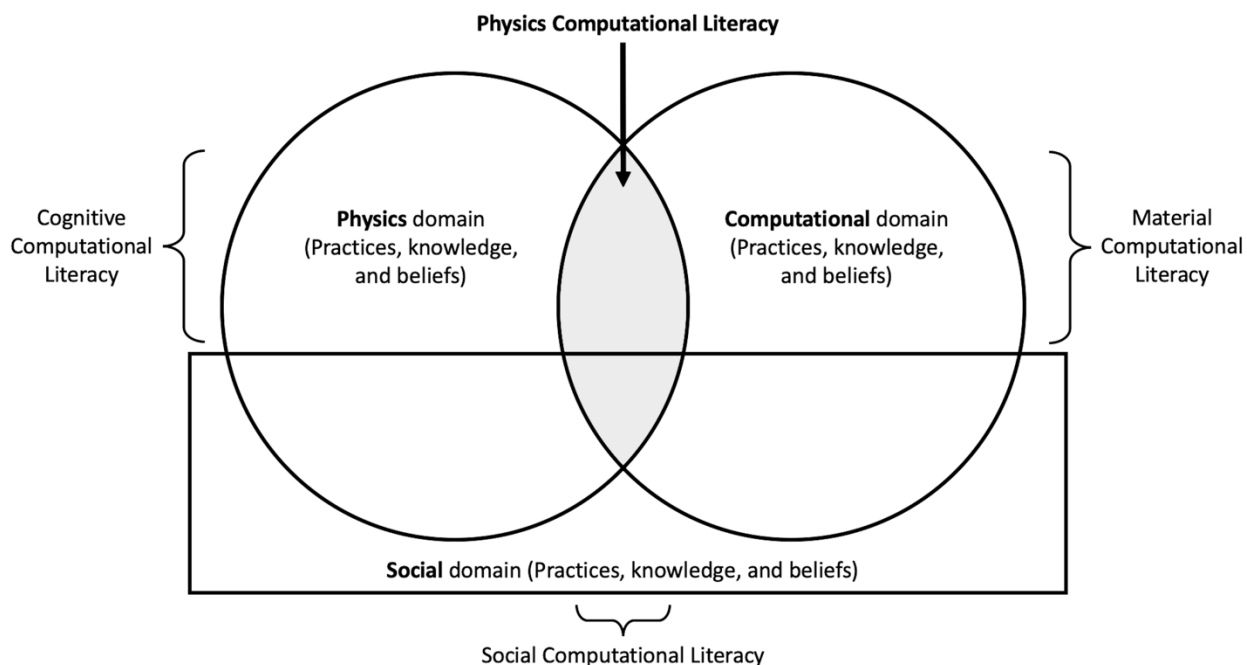 Physics Computational Literacy
Cognitive
Computational
Literacy
Physics domain
(Practices, knowledge,
and beliefs)
Computational domain
(Practices, knowledge,
and beliefs)
Material
Computational
Literacy
Social domain (Practices, knowledge, and beliefs)
Social Computational Literacy